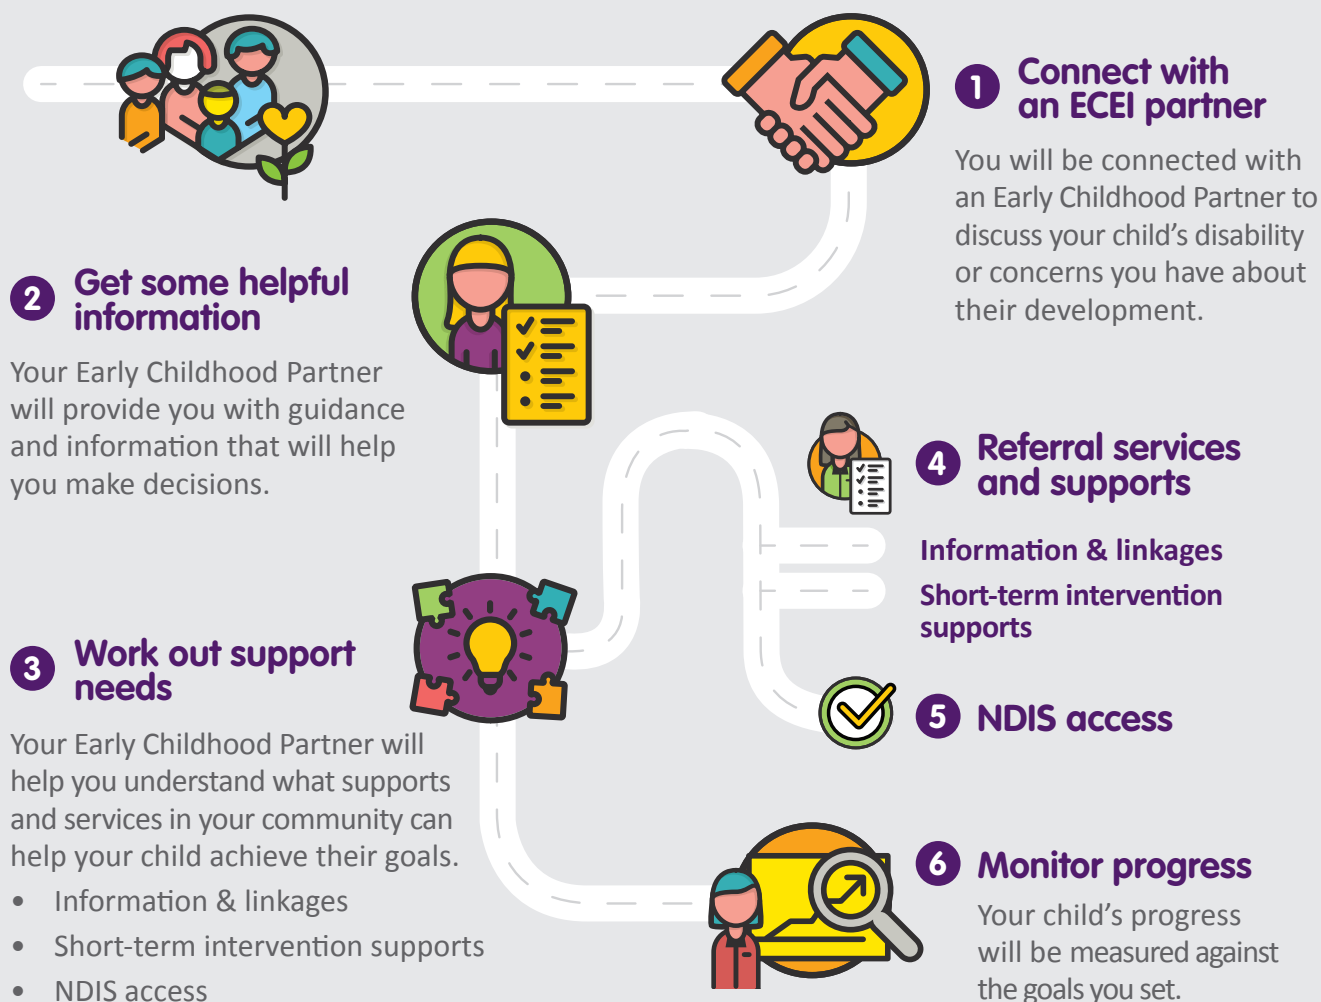 1 Connect with
an ECEI partner
You will be connected with
an Early Childhood Partner to
discuss your child’s disability
or concerns you have about
their development.
2 Get some helpful
information
Your Early Childhood Partner
will provide you with guidance
and information that will help
you make decisions.
3 Work out support
needs
Your Early Childhood Partner will
help you understand what supports
and services in your community can
help your child achieve their goals.
• Information & linkages
• Short-term intervention supports
• NDIS access
4 Referral services
and supports
Information & linkages
Short-term intervention
supports
5 NDIS access
6 Monitor progress
Your child’s progress
will be measured against
the goals you set.